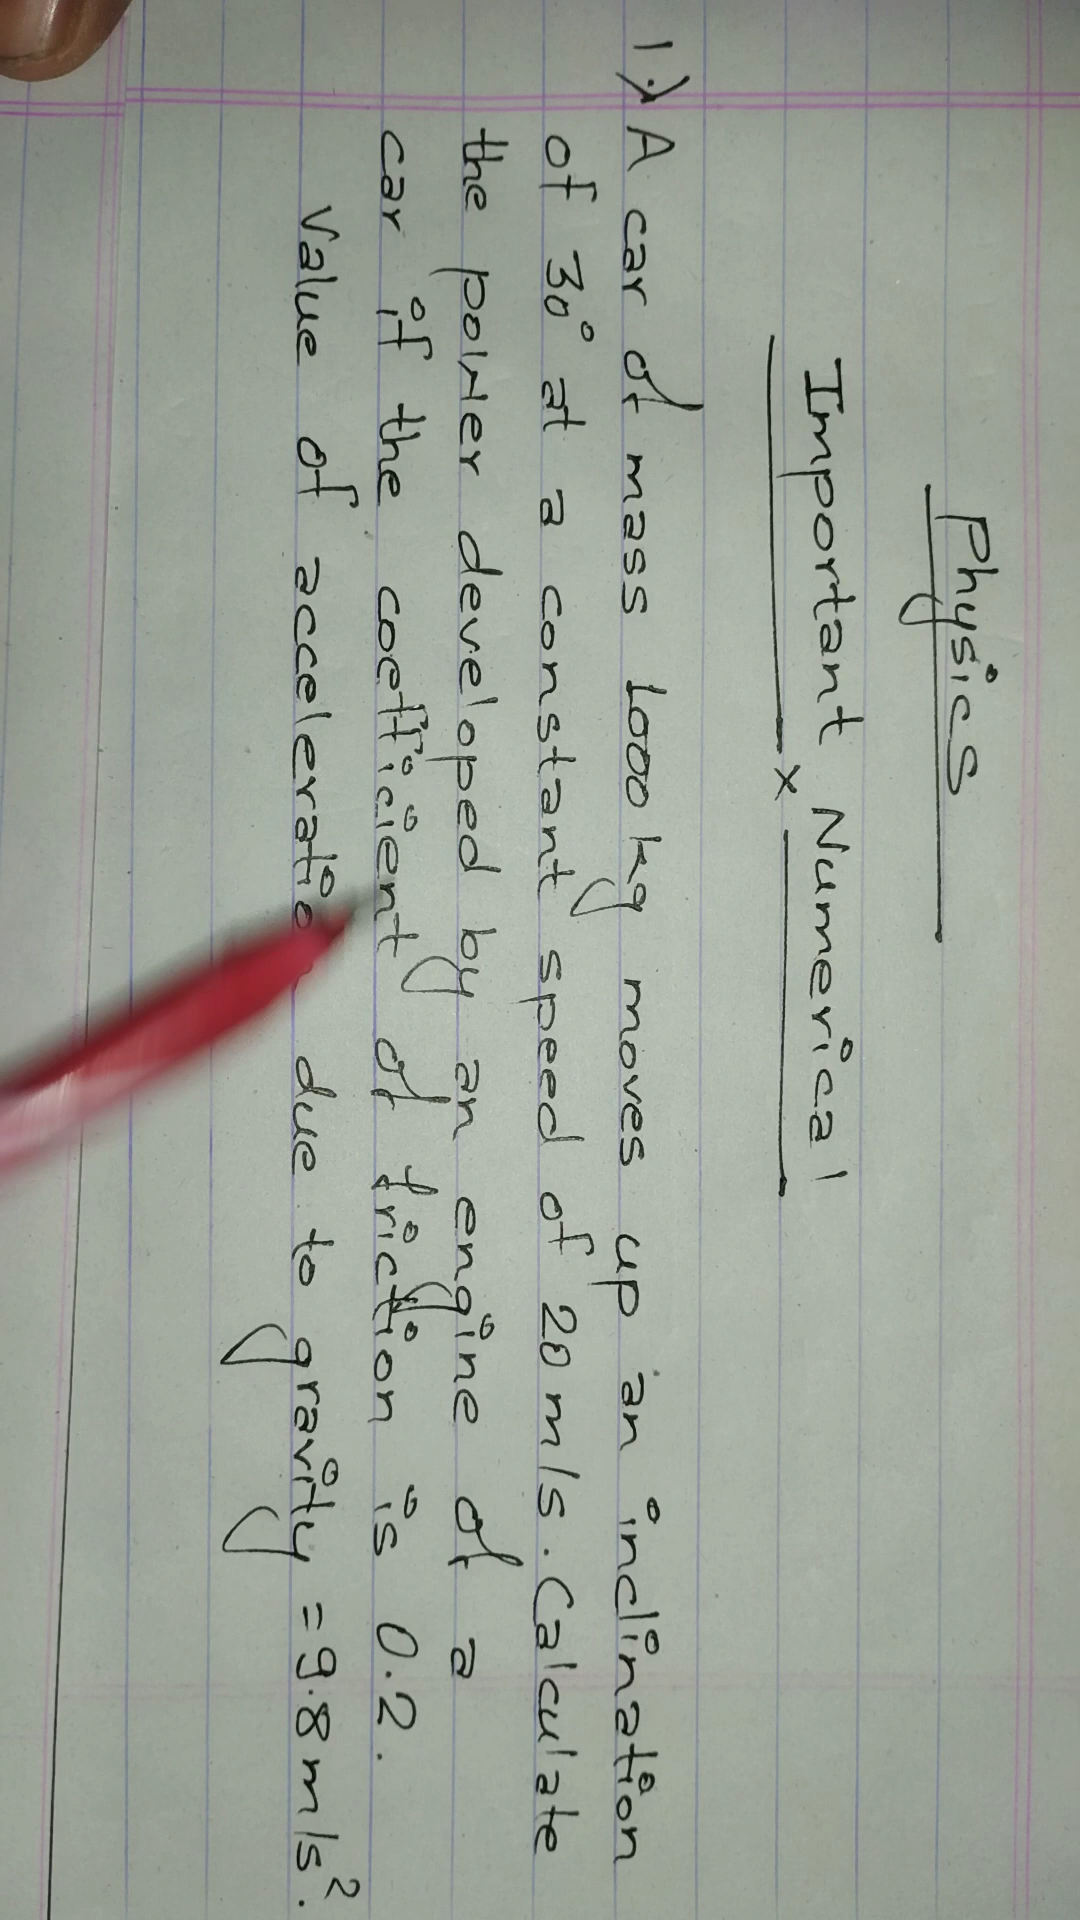 Physics
Important Numerical
x
1.) A car of mass 1000 kg moves up an inclination
of 30° at a constant speed of 20 m/s. Calculate
the power developed by an engine of a
car if the coefficient of friction is 0.2.
Value of due to gravity = 9.8 m/s².